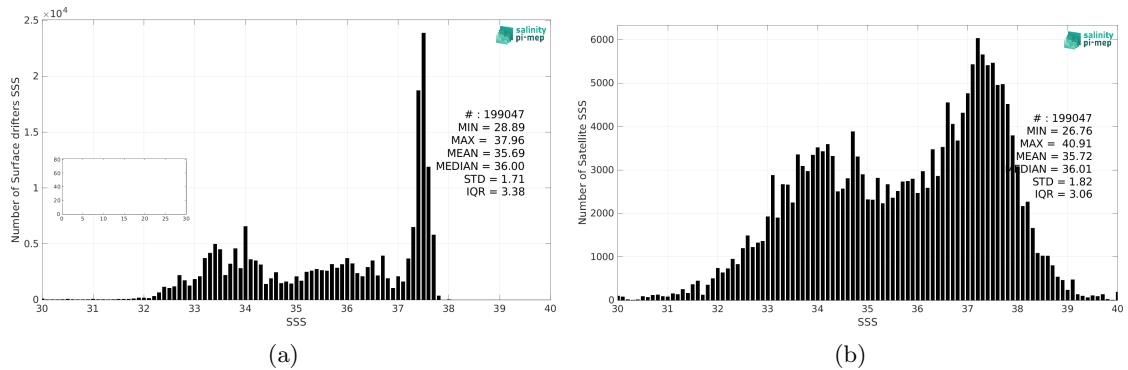 ×10⁴
2.5
2
1.5
1
0.5
0
Number of Surface drifters SSS
salinity
pi-mep
# : 199047
MIN = 28.89
MAX = 37.96
MEAN = 35.69
MEDIAN = 36.00
STD = 1.71
IQR = 3.38
80
60
40
20
0
0 5 10 15 20 25 30
30 31 32 33 34 35 36 37 38 39 40
SSS
(a)
6000
5000
4000
3000
2000
1000
0
Number of Satellite SSS
salinity
pi-mep
# : 199047
MIN = 26.76
MAX = 40.91
MEAN = 35.72
MEDIAN = 36.01
STD = 1.82
IQR = 3.06
30 31 32 33 34 35 36 37 38 39 40
SSS
(b)